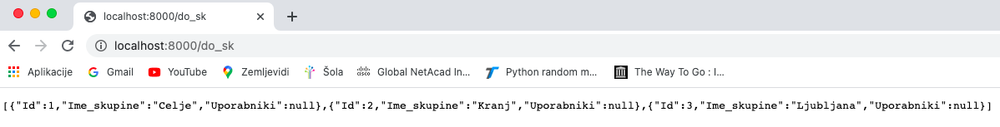 localhost:8000/do_sk
localhost:8000/do_sk
Aplikacije Gmail YouTube Zemljevidi Šola Global NetAcad In... Python random m... The Way To Go : I...
[{"Id":1,"Ime_skupine":"Celje","Uporabniki":null},{"Id":2,"Ime_skupine":"Kranj","Uporabniki":null},{"Id":3,"Ime_skupine":"Ljubljana","Uporabniki":null}]